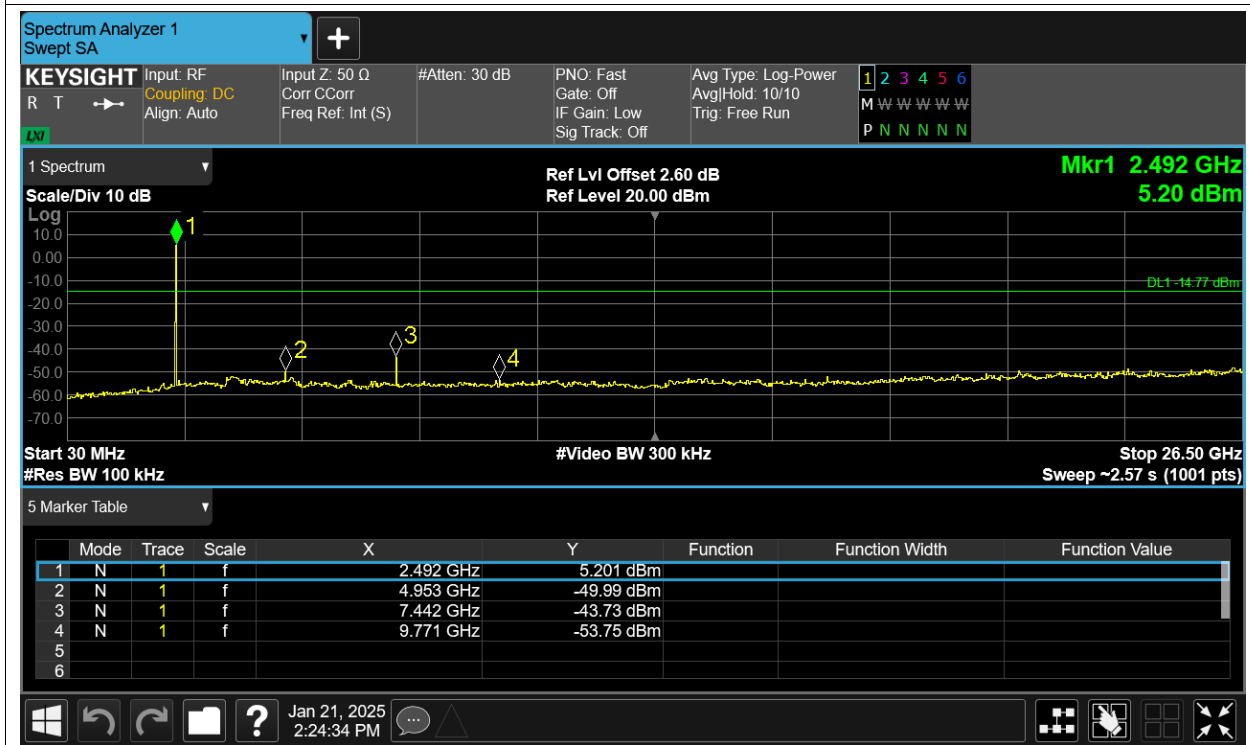 Spectrum Analyzer 1
Swept SA
+
KEYSIGHT
R T
LXI
Input: RF
Coupling: DC
Align: Auto
Input Z: 50 Ω
Corr CCorr
Freq Ref: Int (S)
#Atten: 30 dB
PNO: Fast
Gate: Off
IF Gain: Low
Sig Track: Off
Avg Type: Log-Power
Avg|Hold: 10/10
Trig: Free Run
1 2 3 4 5 6
M W W W W W
P N N N N N
1 Spectrum
Scale/Div 10 dB
Ref Lvl Offset 2.60 dB
Ref Level 20.00 dBm
Mkr1 2.492 GHz
5.20 dBm
Log
10.0
0.00
-10.0
-20.0
-30.0
-40.0
-50.0
-60.0
-70.0
1
2
3
4
DL1 -14.77 dBm
Start 30 MHz
#Video BW 300 kHz
Stop 26.50 GHz
#Res BW 100 kHz
Sweep ~2.57 s (1001 pts)
5 Marker Table
Mode Trace Scale X Y Function Function Width Function Value
1 N 1 f 2.492 GHz 5.201 dBm
2 N 1 f 4.953 GHz -49.99 dBm
3 N 1 f 7.442 GHz -43.73 dBm
4 N 1 f 9.771 GHz -53.75 dBm
5
6
?
Jan 21, 2025
2:24:34 PM